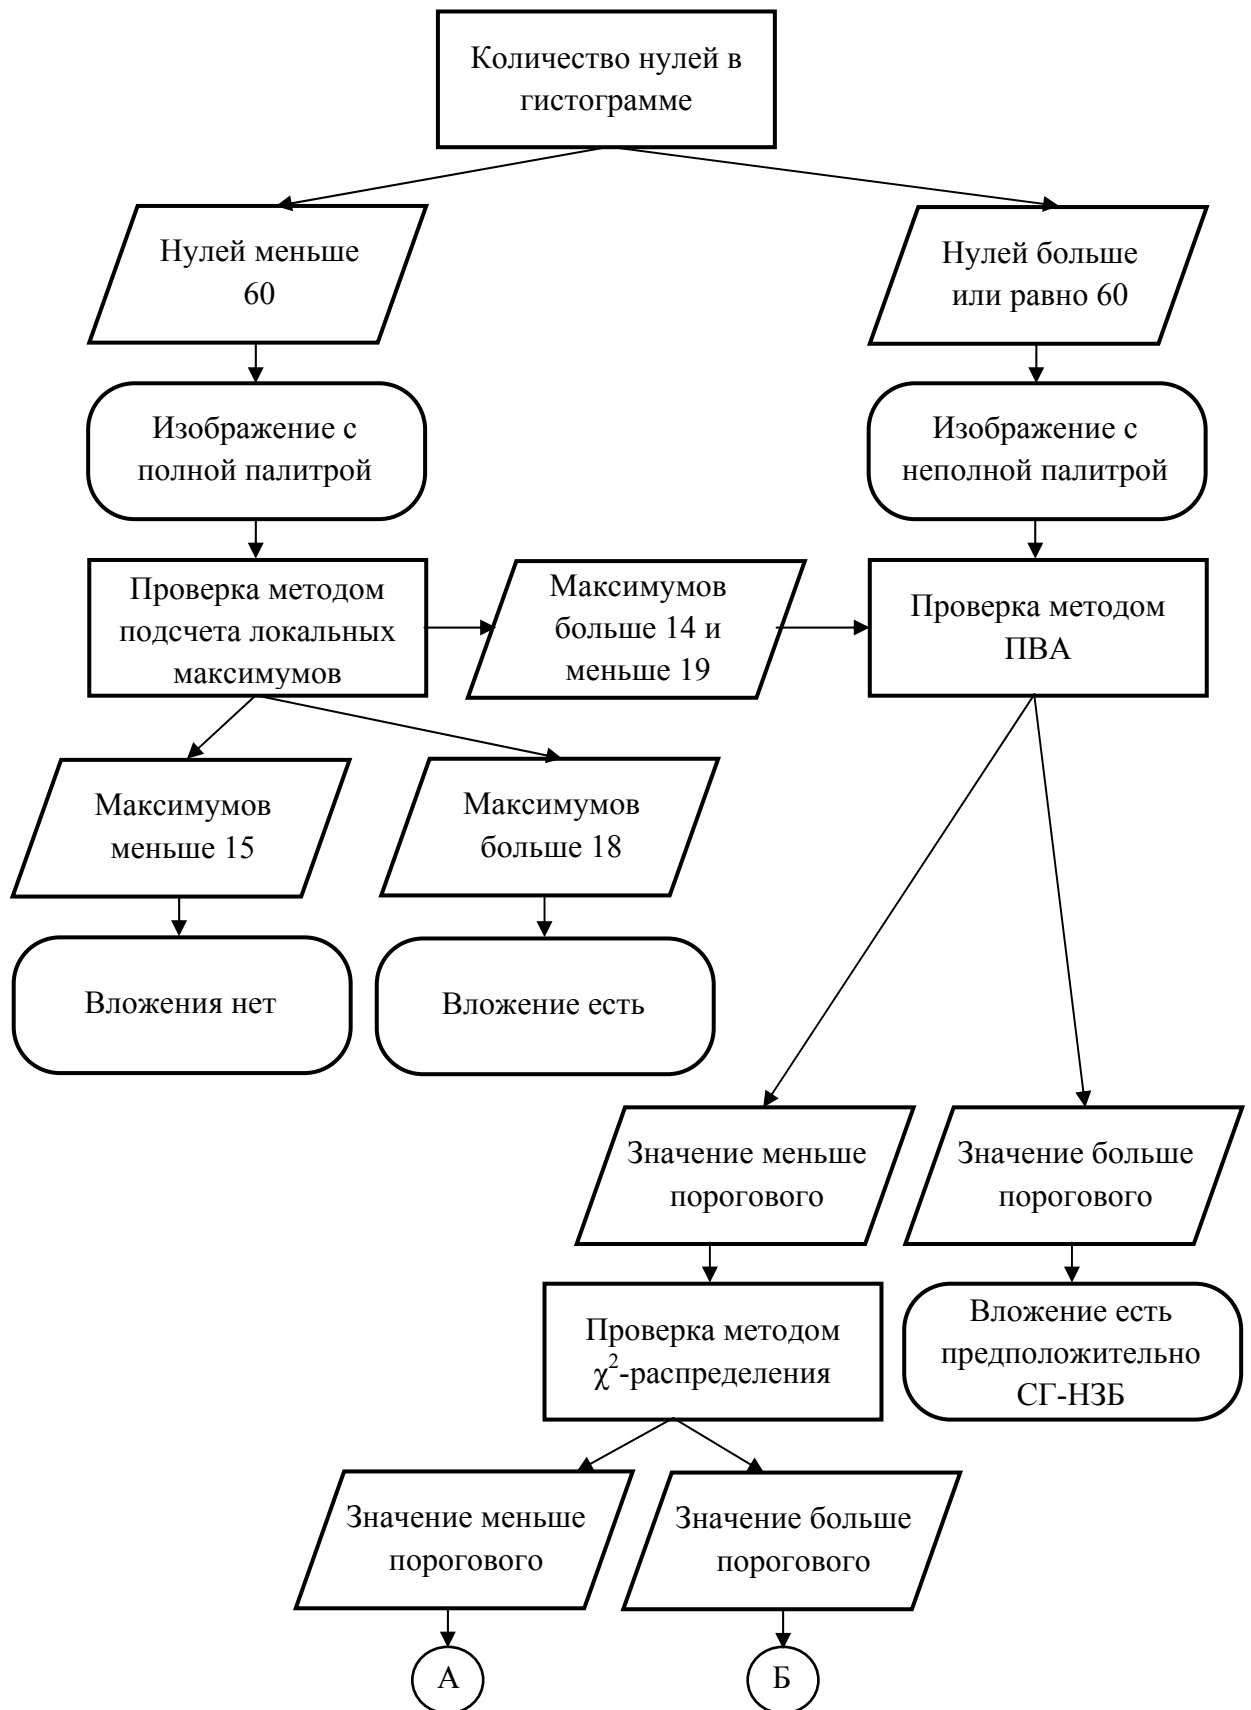 Количество нулей в
гистограмме
Нулей меньше
60
Нулей больше
или равно 60
Изображение с
полной палитрой
Изображение с
неполной палитрой
Проверка методом
подсчета локальных
максимумов
Максимумов
больше 14 и
меньше 19
Проверка методом
ПВА
Максимумов
меньше 15
Максимумов
больше 18
Вложения нет
Вложение есть
Значение меньше
порогового
Значение больше
порогового
Проверка методом
χ²-распределения
Вложение есть
предположительно
СГ-НЗБ
Значение меньше
порогового
Значение больше
порогового
А
Б